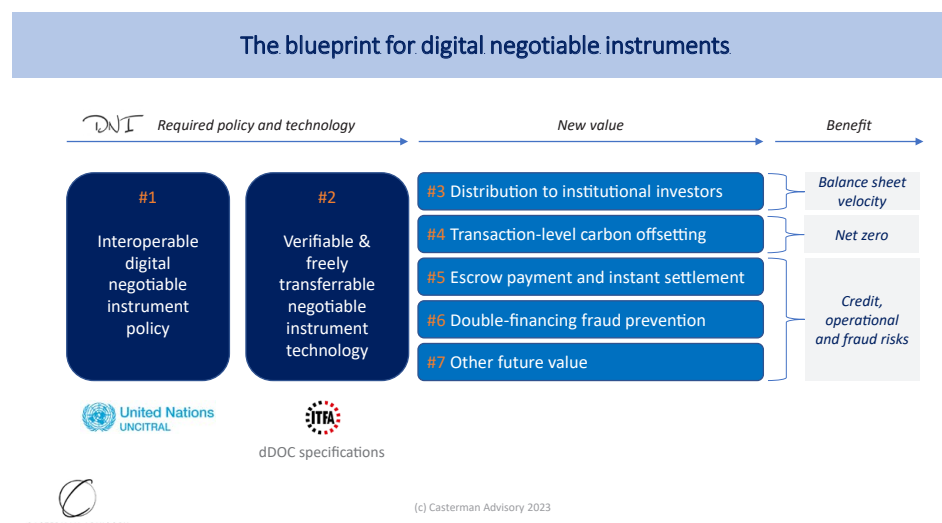 The blueprint for digital negotiable instruments
DNI
Required policy and technology
New value
Benefit
#1
Interoperable
digital
negotiable
instrument
policy
#2
Verifiable &
freely
transferrable
negotiable
instrument
technology
#3 Distribution to institutional investors
#4 Transaction-level carbon offsetting
#5 Escrow payment and instant settlement
#6 Double-financing fraud prevention
#7 Other future value
Balance sheet
velocity
Net zero
Credit,
operational
and fraud risks
United Nations
UNCITRAL
ITFA
dDOC specifications
(c) Casterman Advisory 2023